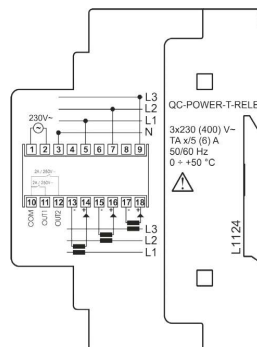 L3
L2
L1
N
230V~
1 2 3 4 5 6 7 8 9
2A / 250V~
2A / 250V~
10 11 12 13 14 15 16 17 18
COM
OUT1
OUT2
L3
L2
L1
QC-POWER-T-RELE
3x230 (400) V~
TA x/5 (6) A
50/60 Hz
0 ÷ +50 °C
L1124